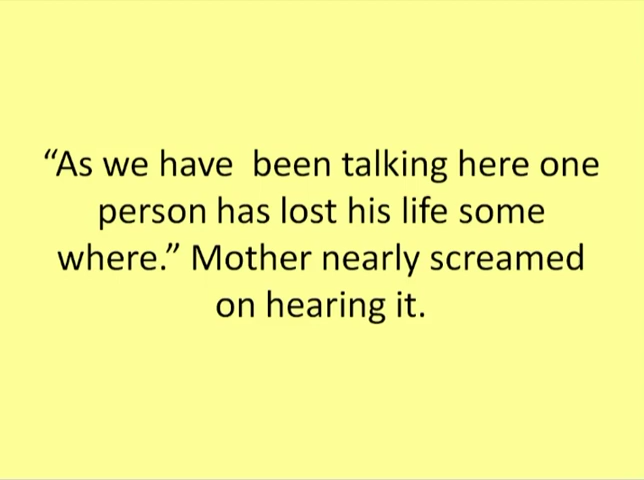 “As we have  been talking here one
person has lost his life some
where.” Mother nearly screamed
on hearing it.